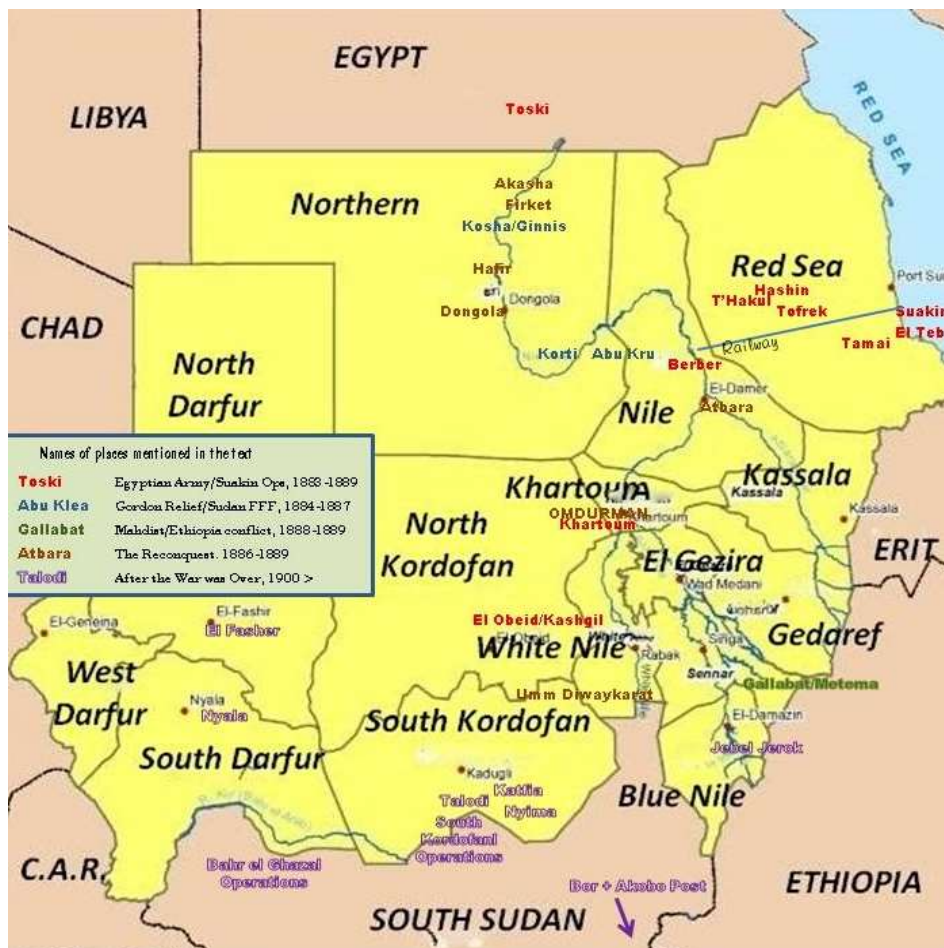 EGYPT
LIBYA
Toski
RED SEA
Akasha
Firket
Northern
Kosha/Ginnis
Red Sea
Hafir
Hashin
Port Su
T'Hakul
Tofrek
Dongola
Dongola
Suakin
El Teb
CHAD
Tamai
Railway
Korti Abu Kru
Berber
North
Darfur
El-Damer
Nile
Atbara
Names of places mentioned in the text
Toski Egyptian Army/Suakin Ops, 1883-1889
Abu Klea Gordon Relief/Sudan FFF, 1884-1887
Gallabat Mahdist/Ethiopia conflict, 1888-1889
Atbara The Reconquest. 1886-1889
Talodi After the War was Over, 1900 >
Kassala
Kassala
Kassala
Khartoum
OMDURMAN
Khartoum
Khartoum
North
Kordofan
El Gezira
ERIT
Wad Medani
El-Geneina
El-Fashir
El Fasher
El Obeid/Kashgil
El Obeid
White Nile
White
Rabak
Singa
Sennar
Gedaref
West
Darfur
Gallabat/Metema
Umm Diwaykarat
Nyala
Nyala
South Kordofan
El-Damazin
Jebel Jerok
South Darfur
Kadugli
Katfia
Talodi
Nyima
Blue Nile
South
Kordofanl
Operations
C.A.R.
Bahr el Ghazal
Operations
Bor + Akobo Post
ETHIOPIA
SOUTH SUDAN